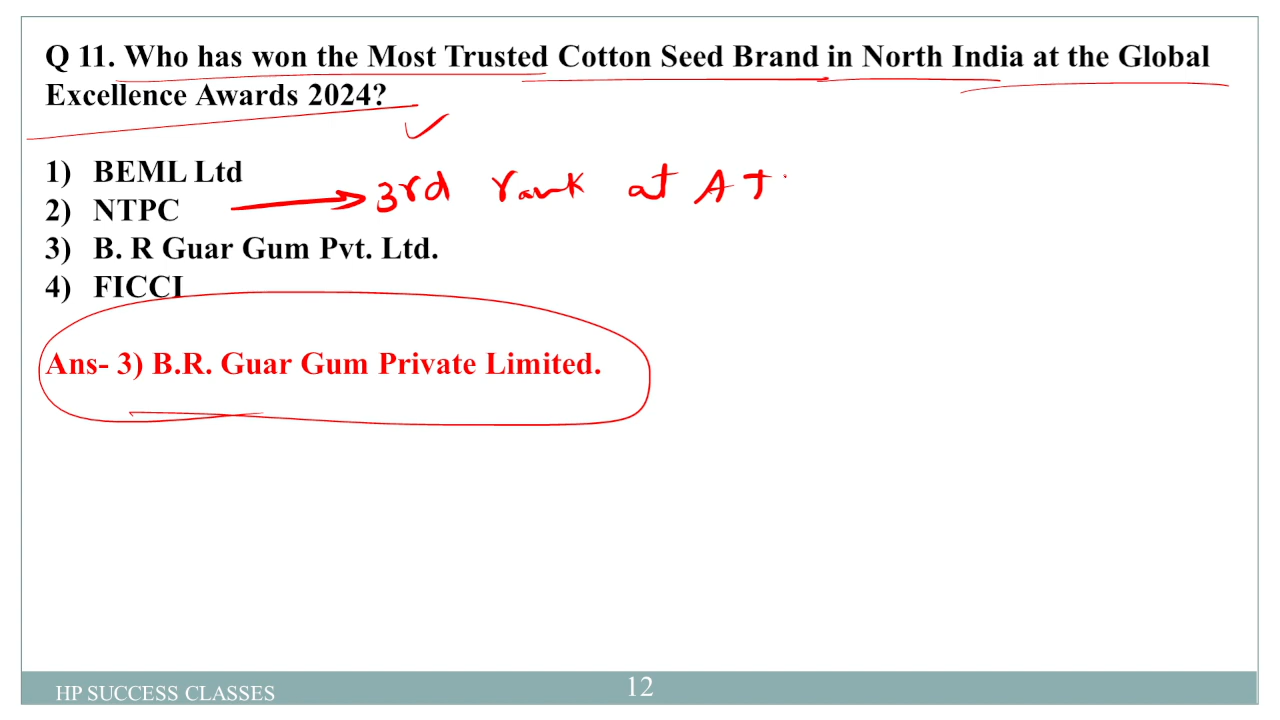 Q 11. Who has won the Most Trusted Cotton Seed Brand in North India at the Global
Excellence Awards 2024?
1) BEML Ltd
2) NTPC
3rd rank at AT
3) B. R Guar Gum Pvt. Ltd.
4) FICCI
Ans- 3) B.R. Guar Gum Private Limited.
HP SUCCESS CLASSES
12